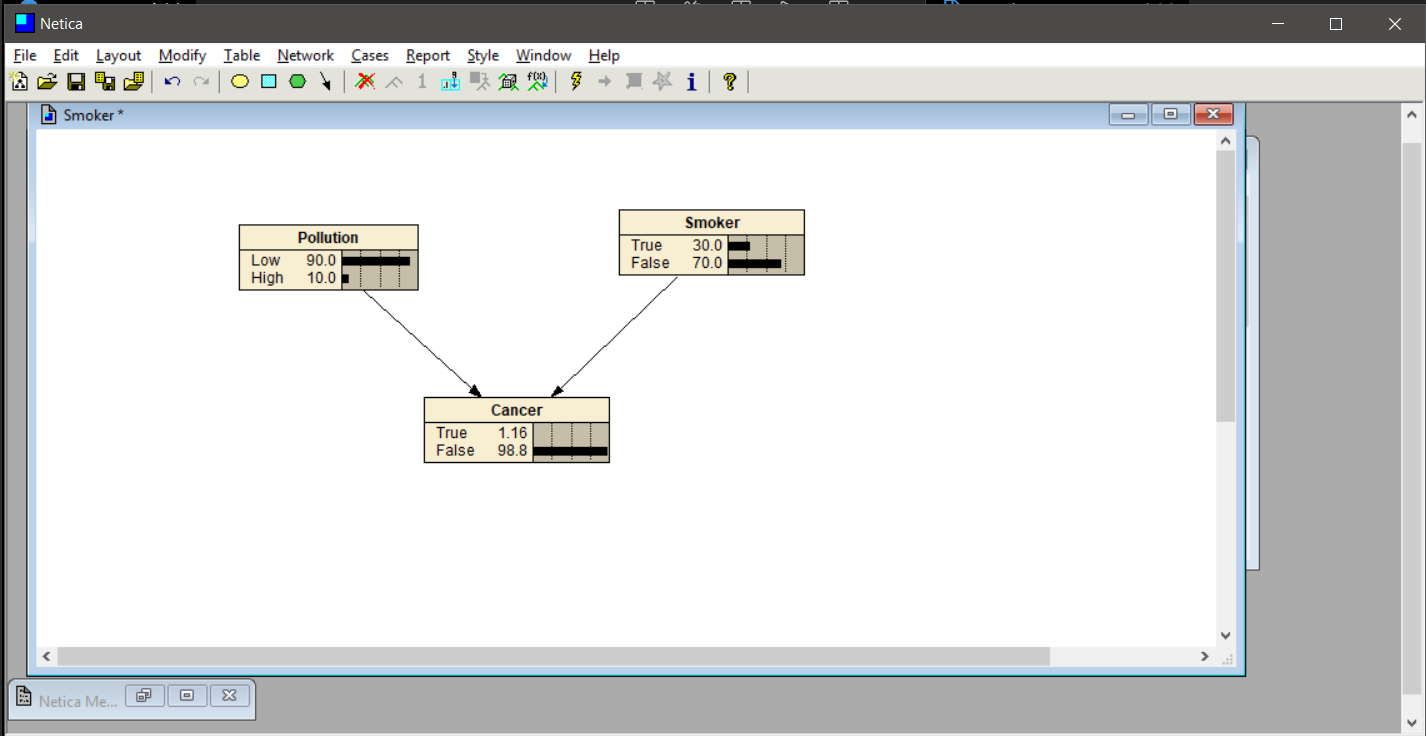 Netica
File Edit Layout Modify Table Network Cases Report Style Window Help
1 f(x)
Smoker *
Pollution
Low 90.0
High 10.0
Smoker
True 30.0
False 70.0
Cancer
True 1.16
False 98.8
Netica Me...